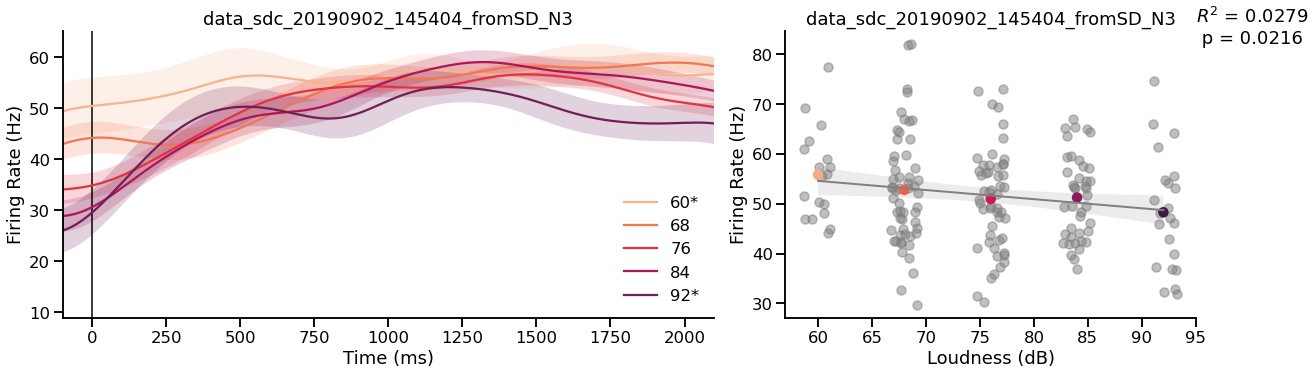 data_sdc_20190902_145404_fromSD_N3
60
50
40
30
20
10
Firing Rate (Hz)
0 250 500 750 1000 1250 1500 1750 2000
Time (ms)
60*
68
76
84
92*
data_sdc_20190902_145404_fromSD_N3
R² = 0.0279
p = 0.0216
80
70
60
50
40
30
Firing Rate (Hz)
60 65 70 75 80 85 90 95
Loudness (dB)